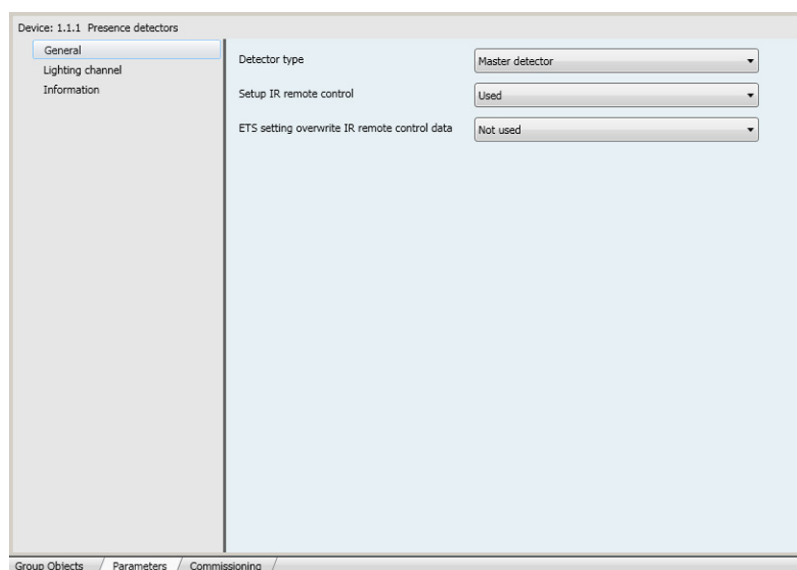 Device: 1.1.1 Presence detectors
General
Lighting channel
Information
Detector type
Master detector
Setup IR remote control
Used
ETS setting overwrite IR remote control data
Not used
Group Objects / Parameters / Commissioning /